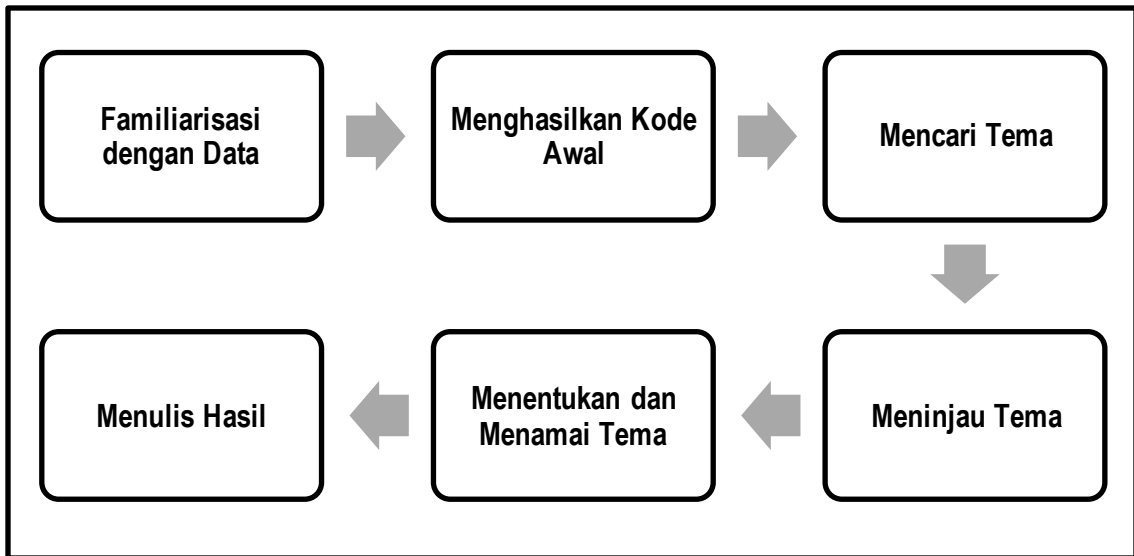 Familiarisasi
dengan Data
Menghasilkan Kode
Awal
Mencari Tema
Meninjau Tema
Menentukan dan
Menamai Tema
Menulis Hasil